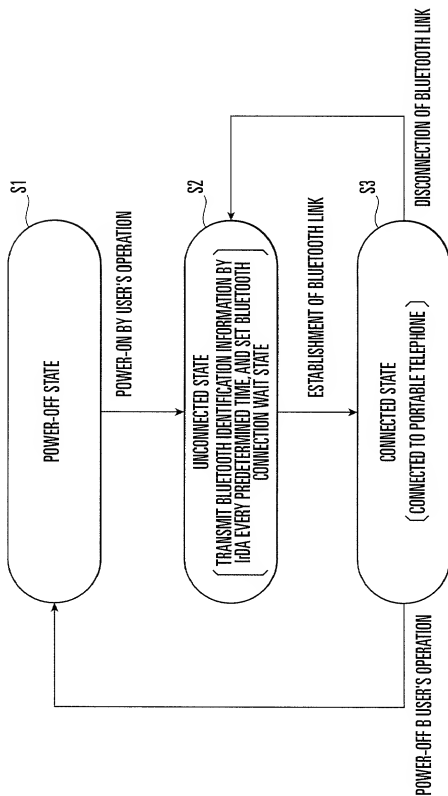 S1
POWER-OFF STATE
POWER-ON BY USER'S OPERATION
S2
UNCONNECTED STATE
TRANSMIT BLUETOOTH IDENTIFICATION INFORMATION BY
IrDA EVERY PREDETERMINED TIME, AND SET BLUETOOTH
CONNECTION WAIT STATE
ESTABLISHMENT OF BLUETOOTH LINK
S3
CONNECTED STATE
(CONNECTED TO PORTABLE TELEPHONE)
POWER-OFF B USER'S OPERATION
DISCONNECTION OF BLUETOOTH LINK